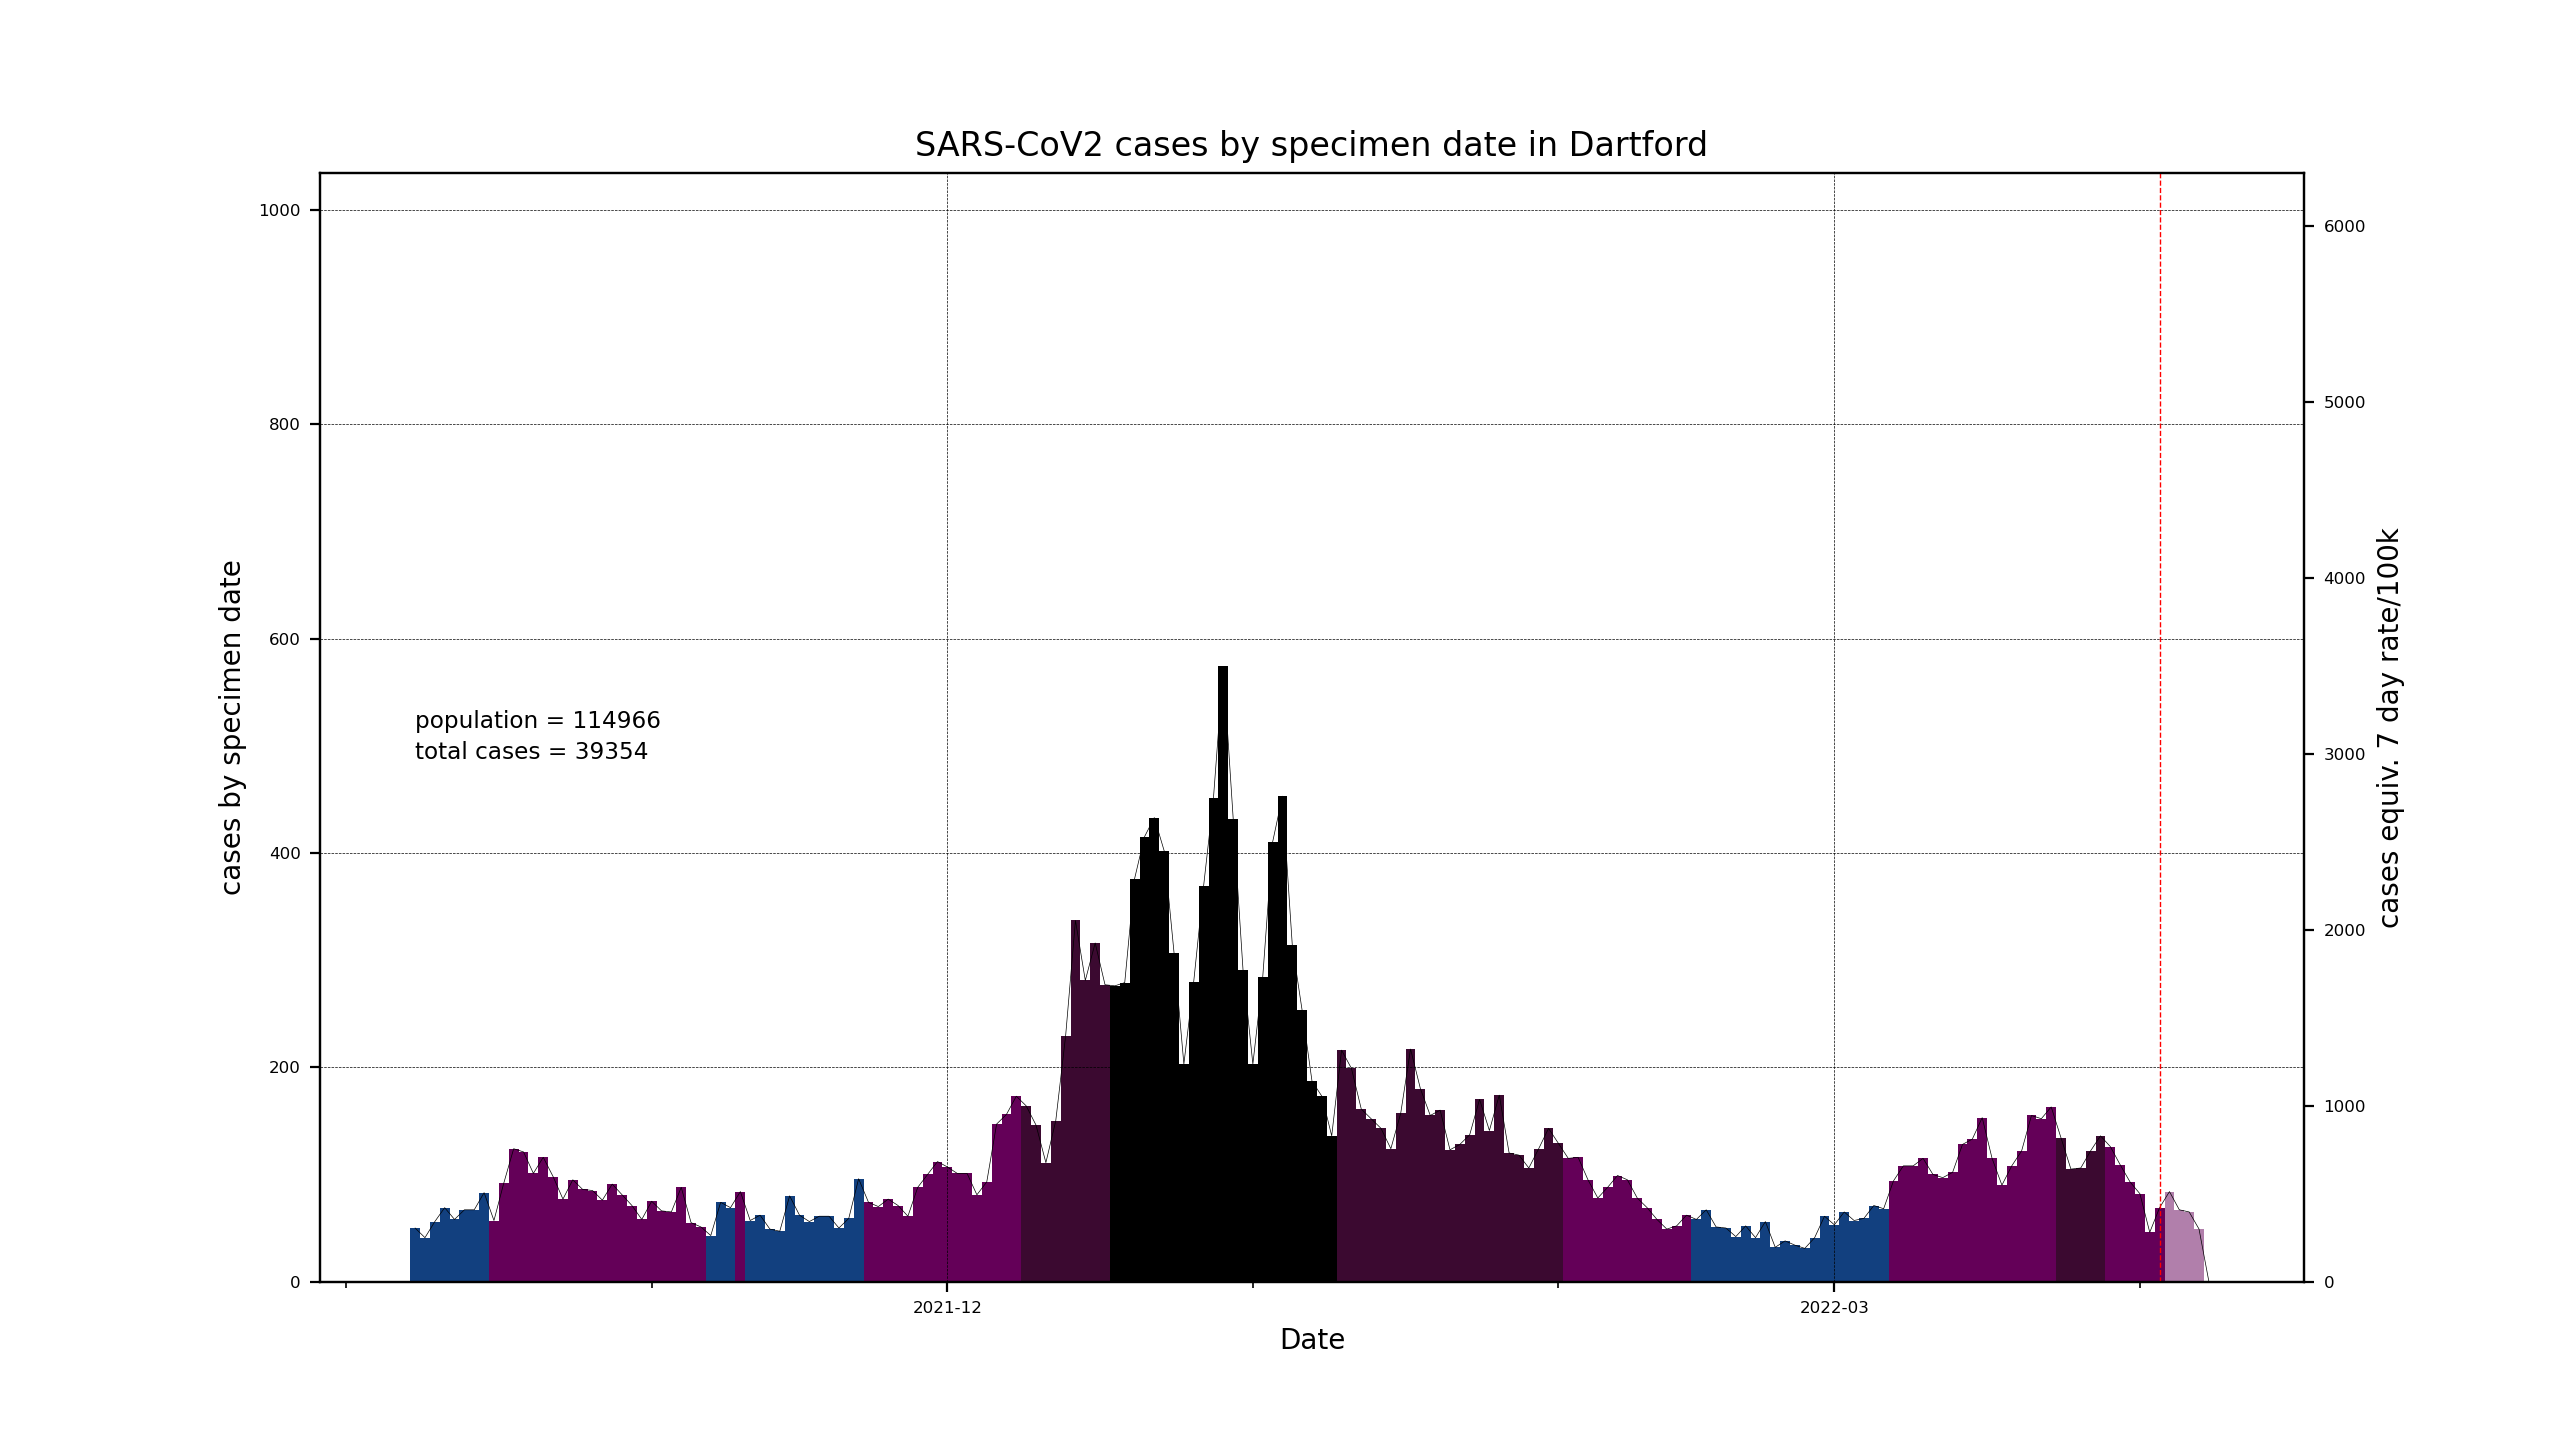 SARS-CoV2 cases by specimen date in Dartford
1000
800
600
400
200
0
cases by specimen date
population = 114966
total cases = 39354
6000
5000
4000
3000
2000
1000
0
cases equiv. 7 day rate/100k
2021-12
2022-03
Date